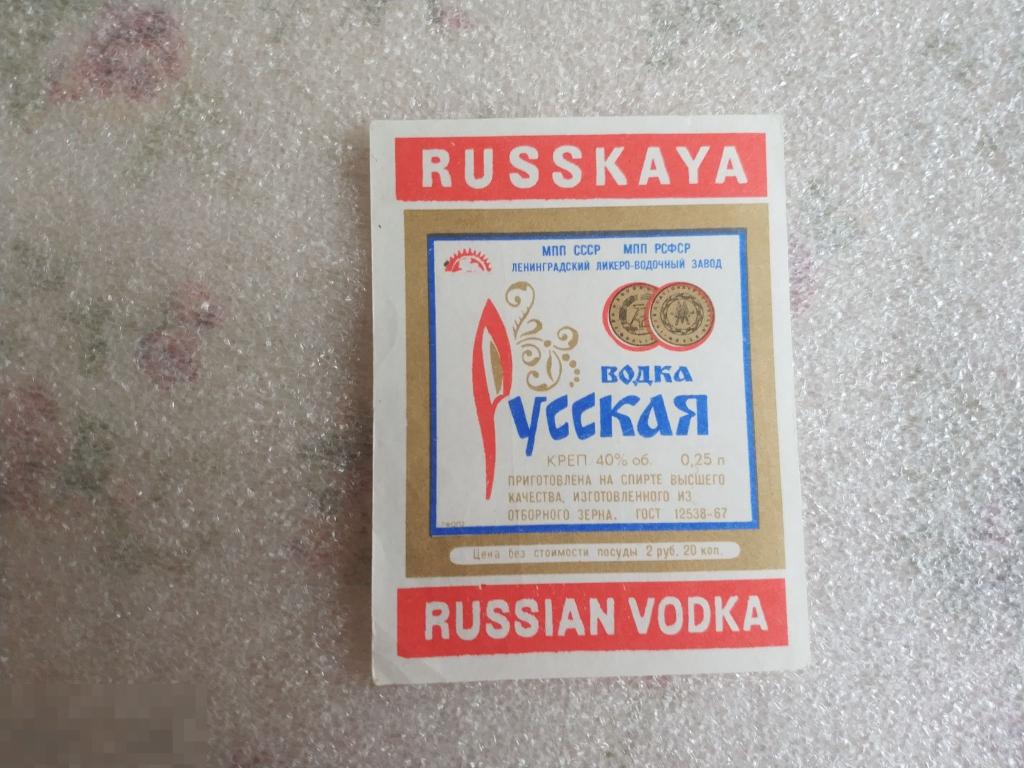 RUSSKAYA
МПП СССР МПП РСФСР
ЛЕНИНГРАДСКИЙ ЛИКЕРО-ВОДОЧНЫЙ ЗАВОД
ВОДКА
Русская
КРЕП. 40% об. 0,25 л
ПРИГОТОВЛЕНА НА СПИРТЕ ВЫСШЕГО
КАЧЕСТВА, ИЗГОТОВЛЕННОГО ИЗ
ОТБОРНОГО ЗЕРНА. ГОСТ 12538-67
Цена без стоимости посуды 2 руб. 20 коп.
RUSSIAN VODKA